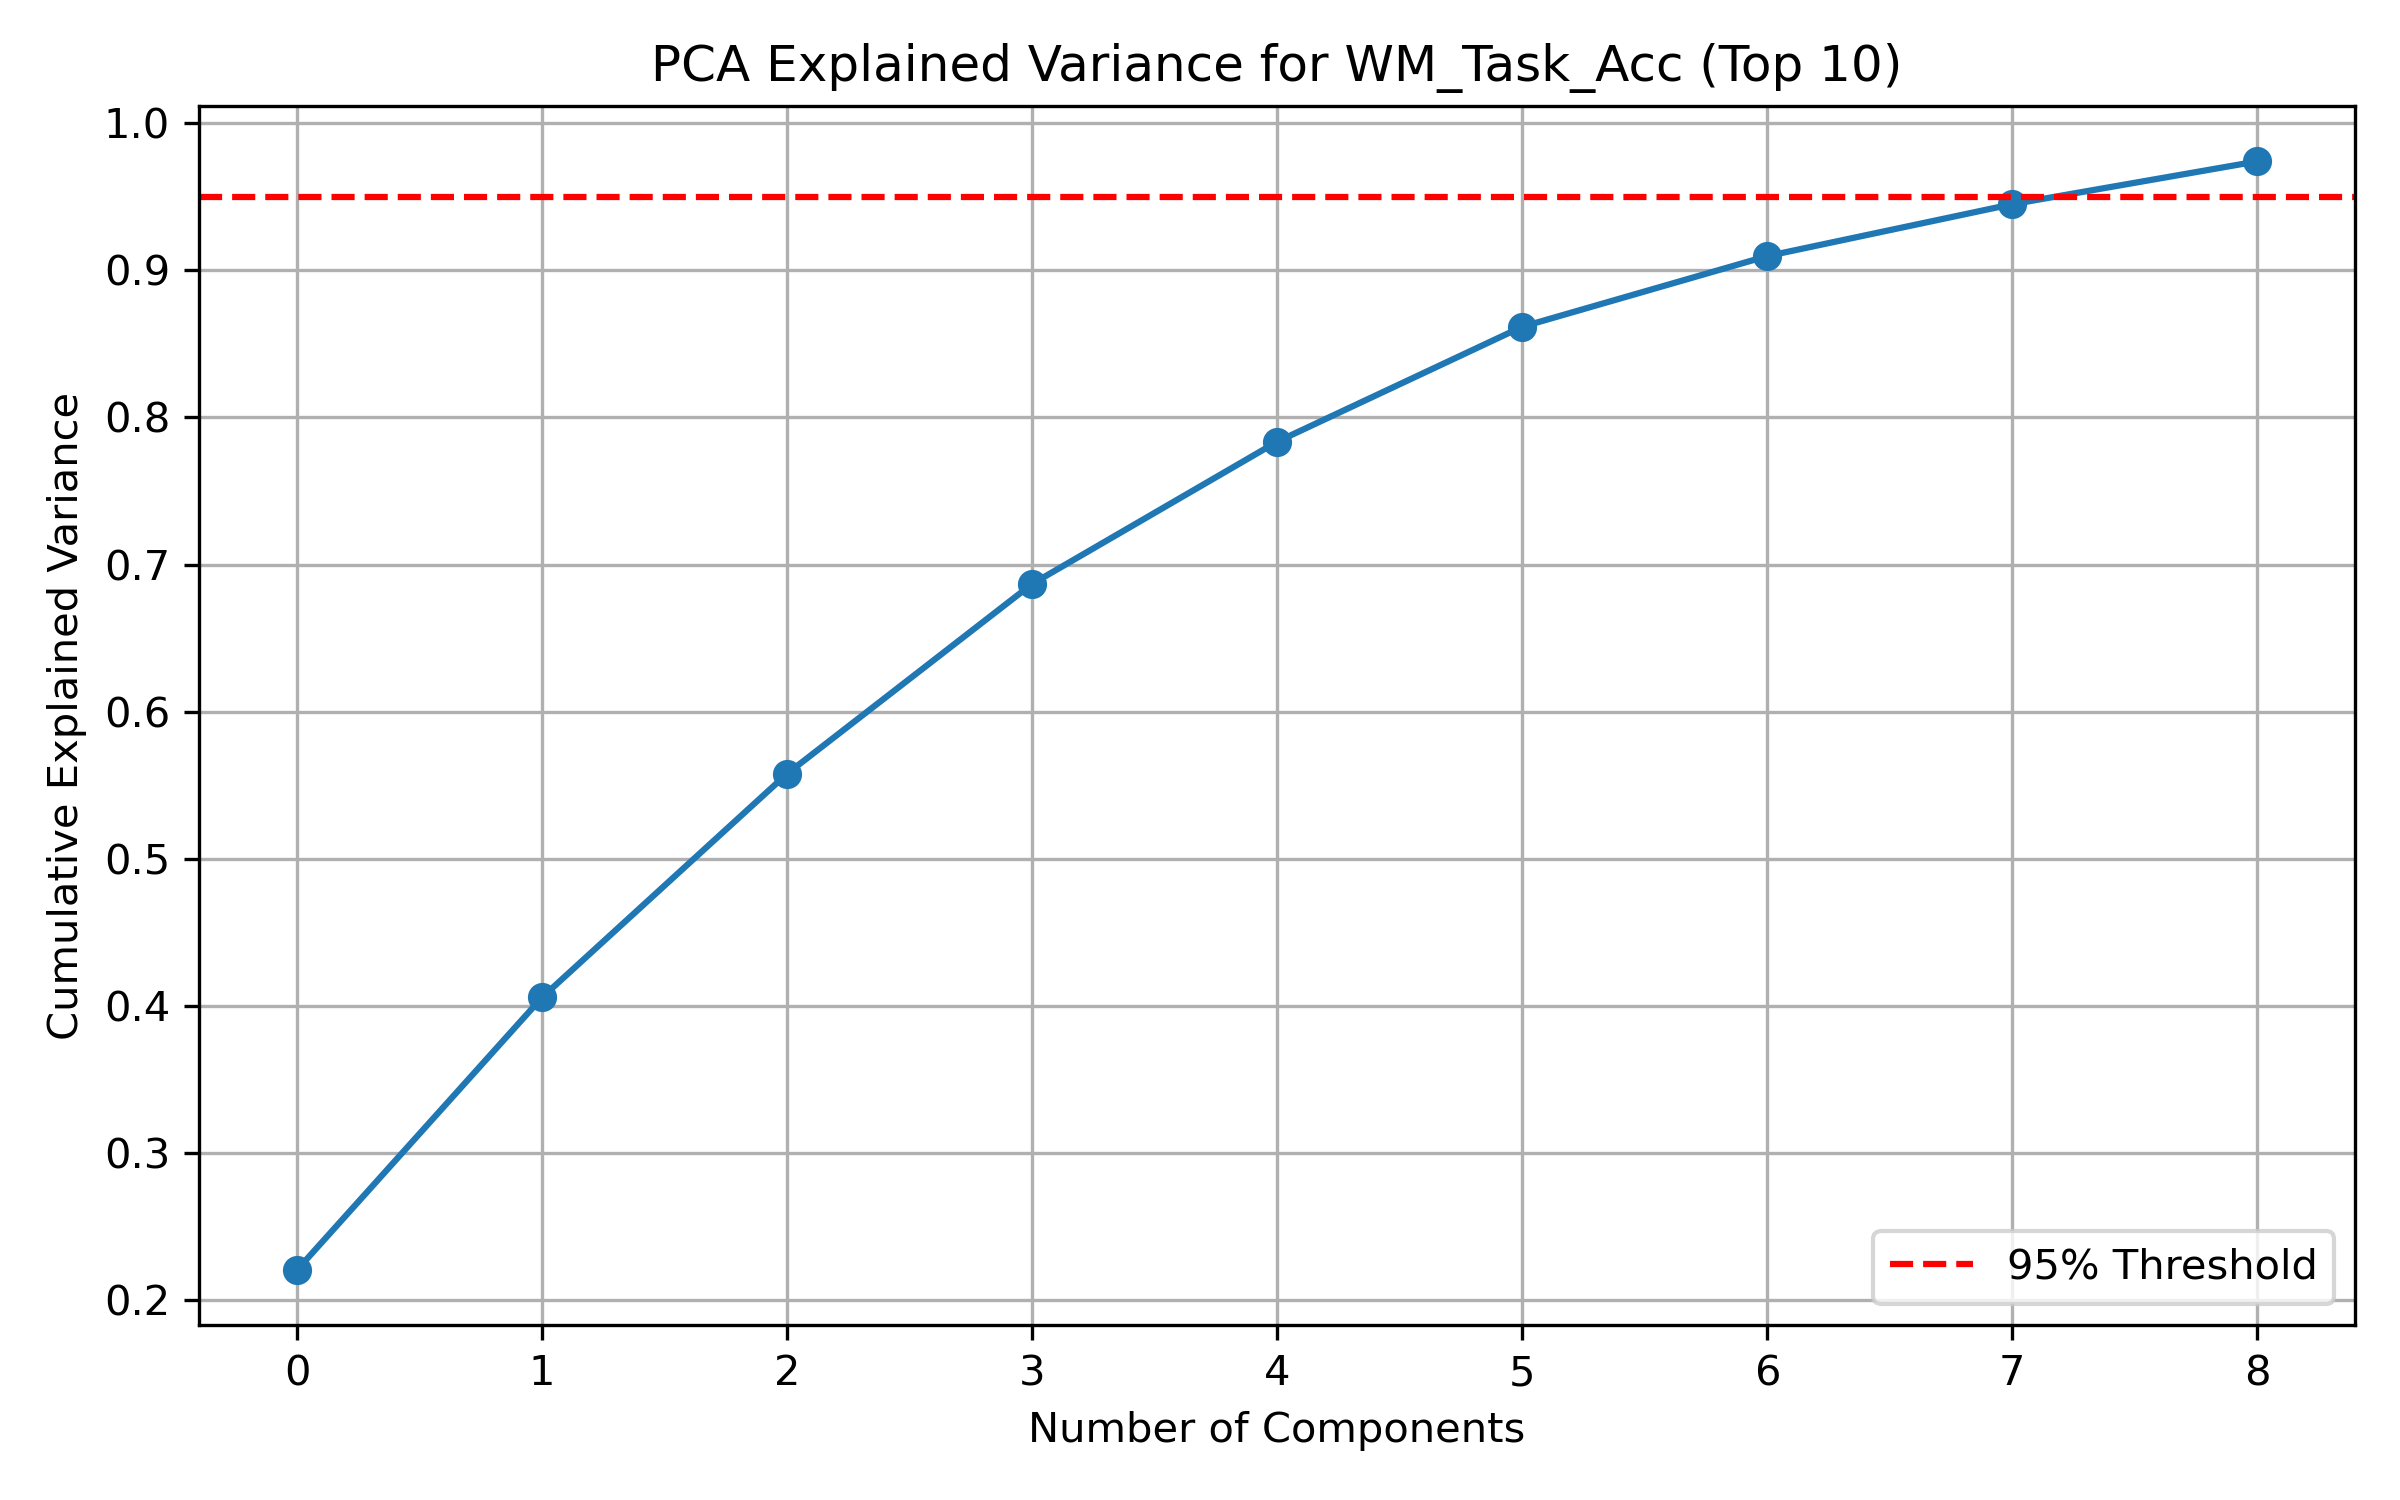 PCA Explained Variance for WM_Task_Acc (Top 10)
Cumulative Explained Variance
1.0
0.9
0.8
0.7
0.6
0.5
0.4
0.3
0.2
95% Threshold
0 1 2 3 4 5 6 7 8
Number of Components